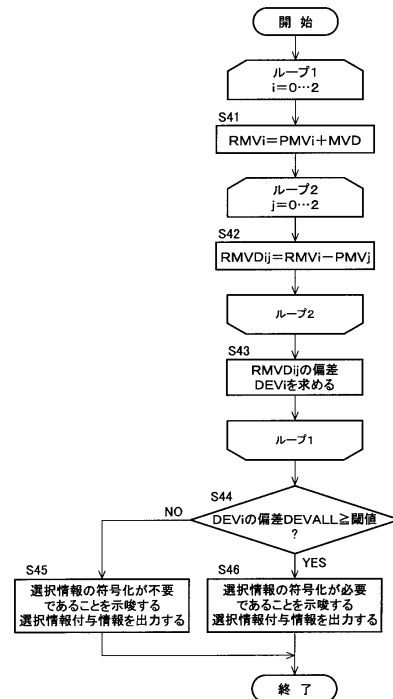 開 始
ループ1
i=0…2
S41
RMVi=PMVi+MVD
ループ2
j=0…2
S42
RMVDij=RMVi-PMVj
ループ2
S43
RMVDijの偏差
DEViを求める
ループ1
S44
DEViの偏差DEVALL≧閾値
?
NO
YES
S45
選択情報の符号化が不要
であることを示唆する
選択情報付与情報を出力する
S46
選択情報の符号化が必要
であることを示唆する
選択情報付与情報を出力する
終 了